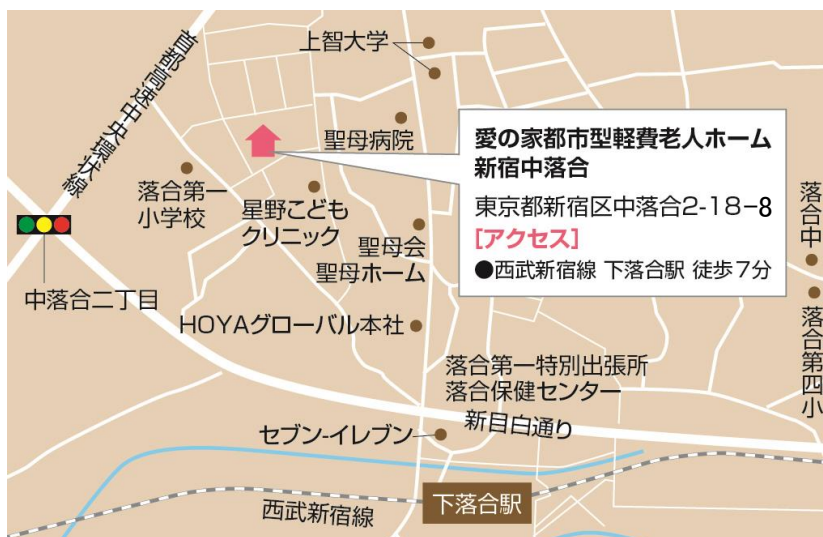 首都高速中央環状線
上智大学
聖母病院
愛の家都市型軽費老人ホーム
新宿中落合
東京都新宿区中落合2-18-8
[アクセス]
●西武新宿線 下落合駅 徒歩7分
落合第一
小学校
星野こども
クリニック
聖母会
聖母ホーム
落合中
落合第四小
中落合二丁目
HOYAグローバル本社
落合第一特別出張所
落合保健センター
新目白通り
セブン-イレブン
下落合駅
西武新宿線